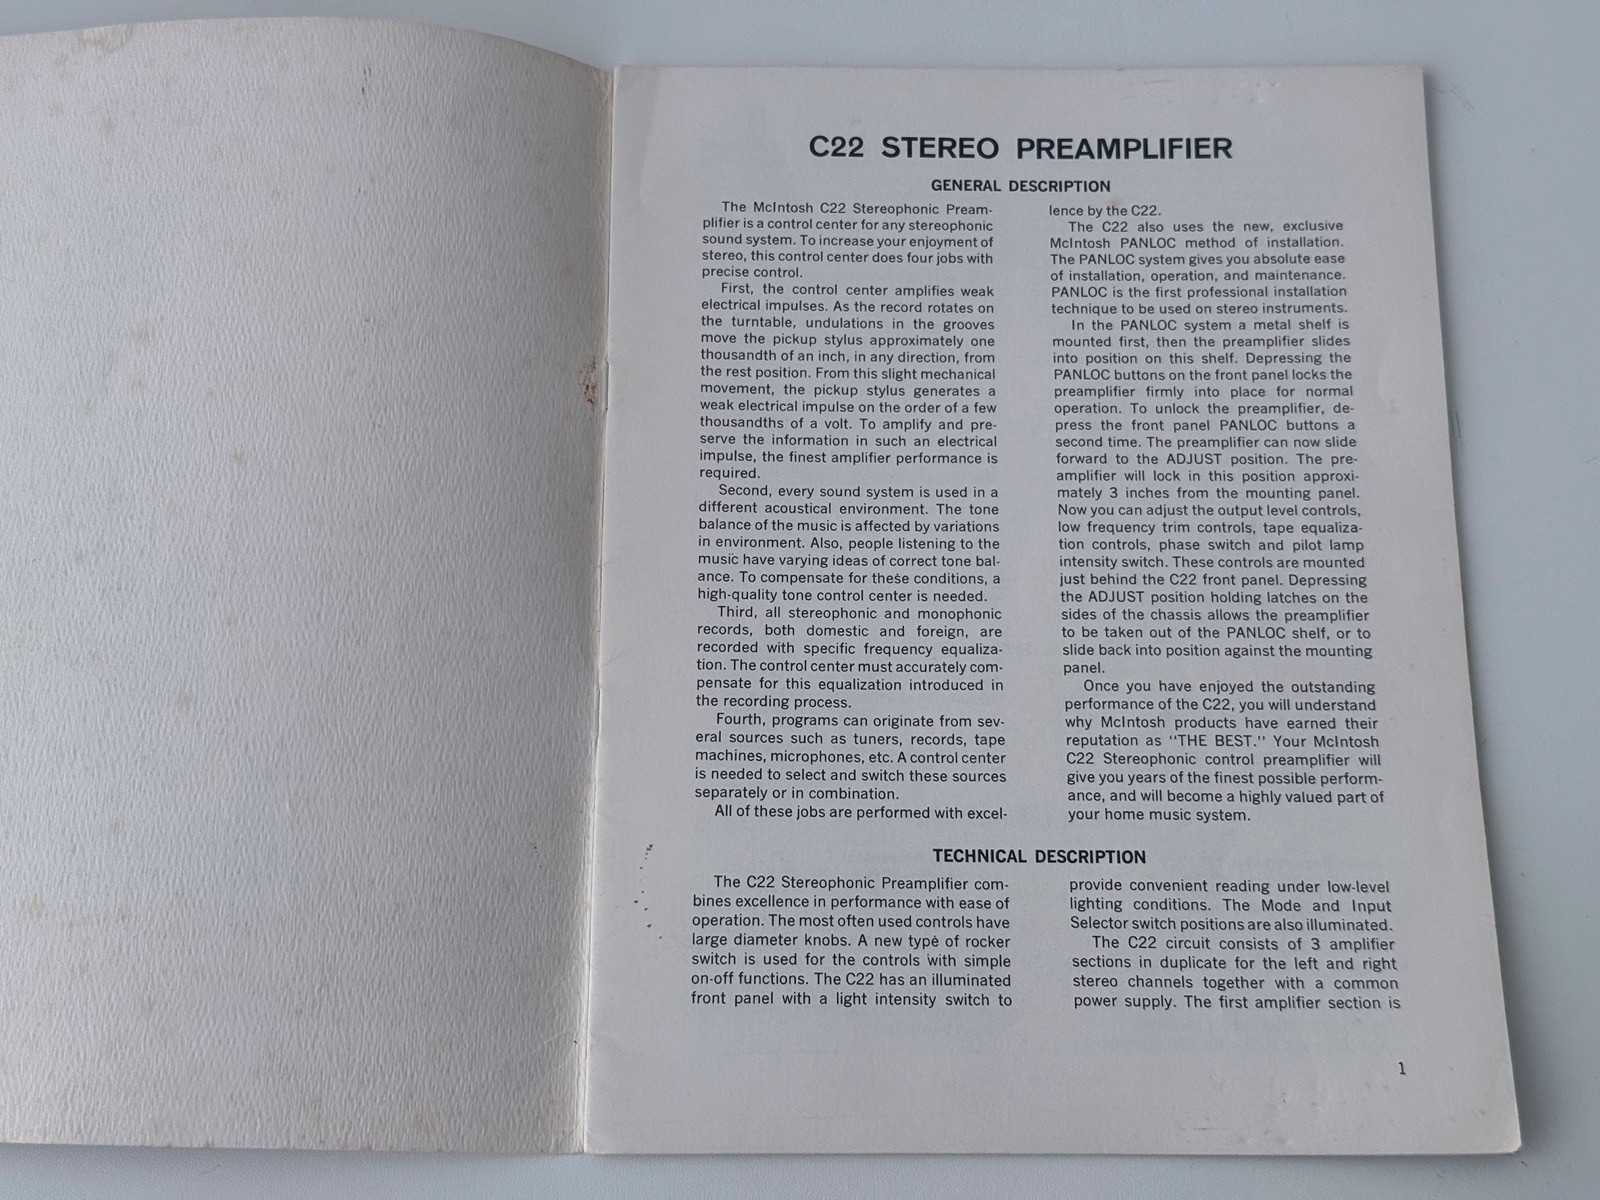 C22 STEREO PREAMPLIFIER
GENERAL DESCRIPTION
The McIntosh C22 Stereophonic Pream-
plifier is a control center for any stereophonic
sound system. To increase your enjoyment of
stereo, this control center does four jobs with
precise control.
First, the control center amplifies weak
electrical impulses. As the record rotates on
the turntable, undulations in the grooves
move the pickup stylus approximately one
thousandth of an inch, in any direction, from
the rest position. From this slight mechanical
movement, the pickup stylus generates a
weak electrical impulse on the order of a few
thousandths of a volt. To amplify and pre-
serve the information in such an electrical
impulse, the finest amplifier performance is
required.
Second, every sound system is used in a
different acoustical environment. The tone
balance of the music is affected by variations
in environment. Also, people listening to the
music have varying ideas of correct tone bal-
ance. To compensate for these conditions, a
high-quality tone control center is needed.
Third, all stereophonic and monophonic
records, both domestic and foreign, are
recorded with specific frequency equaliza-
tion. The control center must accurately com-
pensate for this equalization introduced in
the recording process.
Fourth, programs can originate from sev-
eral sources such as tuners, records, tape
machines, microphones, etc. A control center
is needed to select and switch these sources
separately or in combination.
All of these jobs are performed with excel-
lence by the C22.
The C22 also uses the new, exclusive
McIntosh PANLOC method of installation.
The PANLOC system gives you absolute ease
of installation, operation, and maintenance.
PANLOC is the first professional installation
technique to be used on stereo instruments.
In the PANLOC system a metal shelf is
mounted first, then the preamplifier slides
into position on this shelf. Depressing the
PANLOC buttons on the front panel locks the
preamplifier firmly into place for normal
operation. To unlock the preamplifier, de-
press the front panel PANLOC buttons a
second time. The preamplifier can now slide
forward to the ADJUST position. The pre-
amplifier will lock in this position approxi-
mately 3 inches from the mounting panel.
Now you can adjust the output level controls,
low frequency trim controls, tape equaliza-
tion controls, phase switch and pilot lamp
intensity switch. These controls are mounted
just behind the C22 front panel. Depressing
the ADJUST position holding latches on the
sides of the chassis allows the preamplifier
to be taken out of the PANLOC shelf, or to
slide back into position against the mounting
panel.
Once you have enjoyed the outstanding
performance of the C22, you will understand
why McIntosh products have earned their
reputation as "THE BEST." Your McIntosh
C22 Stereophonic control preamplifier will
give you years of the finest possible perform-
ance, and will become a highly valued part of
your home music system.
TECHNICAL DESCRIPTION
The C22 Stereophonic Preamplifier com-
bines excellence in performance with ease of
operation. The most often used controls have
large diameter knobs. A new type of rocker
switch is used for the controls with simple
on-off functions. The C22 has an illuminated
front panel with a light intensity switch to
provide convenient reading under low-level
lighting conditions. The Mode and Input
Selector switch positions are also illuminated.
The C22 circuit consists of 3 amplifier
sections in duplicate for the left and right
stereo channels together with a common
power supply. The first amplifier section is
1